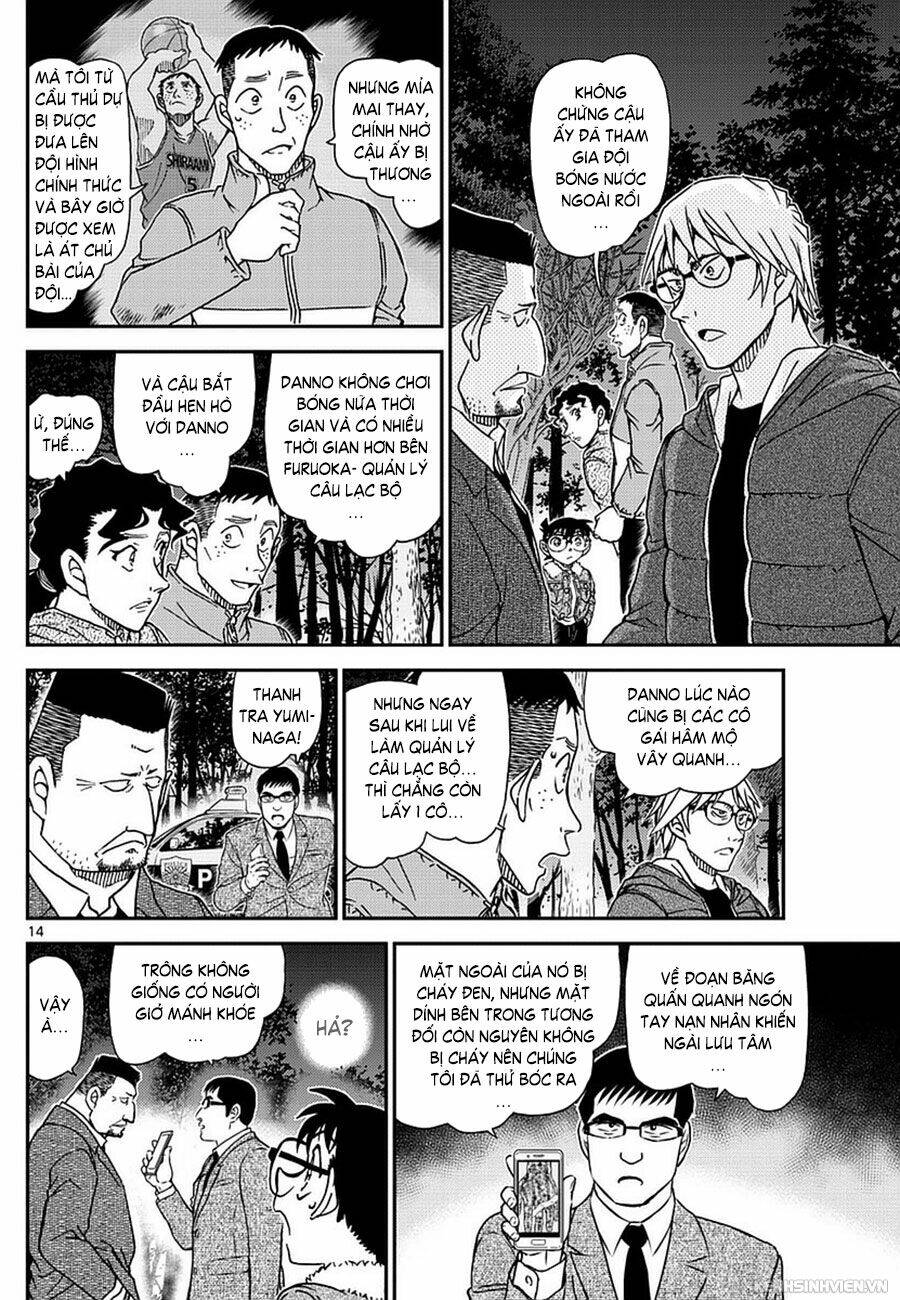 KHÔNG
CHỪNG CẬU
ẤY ĐÃ THAM
GIA ĐỘI
BÓNG NƯỚC
NGOÀI RỒI
...
NHƯNG MỈA
MAI THAY,
CHÍNH NHỜ
CẬU ẤY BỊ
THƯƠNG
...
MÀ TÔI TỪ
CẦU THỦ DỰ
BỊ ĐƯỢC
ĐƯA LÊN
ĐỘI HÌNH
CHÍNH THỨC
VÀ BÂY GIỜ
ĐƯỢC XEM
LÀ ÁT CHỦ
BÀI CỦA
ĐỘI...
SHIRAAMI
5
DANNO KHÔNG CHƠI
BÓNG NỮA THỜI
GIAN VÀ CÓ NHIỀU
THỜI GIAN HƠN BÊN
FURUOKA- QUẢN LÝ
CÂU LẠC BỘ
...
VÀ CẬU BẮT
ĐẦU HẸN HÒ
VỚI DANNO
...
Ừ, ĐÚNG
THẾ...
DANNO LÚC NÀO
CŨNG BỊ CÁC CÔ
GÁI HÂM MỘ
VÂY QUANH...
NHƯNG NGAY
SAU KHI LUI VỀ
LÀM QUẢN LÝ
CÂU LẠC BỘ...
THÌ CHẲNG CÒN
LẤY 1 CÔ...
THANH
TRA YUMI-
NAGA!
P
14
VỀ ĐOẠN BĂNG
QUẤN QUANH NGÓN
TAY NẠN NHÂN KHIẾN
NGÀI LƯU TÂM
...
MẶT NGOÀI CỦA NÓ BỊ
CHÁY ĐEN, NHƯNG MẶT
DÍNH BÊN TRONG TƯƠNG
ĐỐI CÒN NGUYÊN KHÔNG
BỊ CHÁY NÊN CHÚNG
TÔI ĐÃ THỬ BÓC RA
...
HẢ?
TRÔNG KHÔNG
GIỐNG CÓ NGƯỜI
GIỞ MÁNH KHÓE
...
VẬY
À...
KENHSINHVIEN.VN